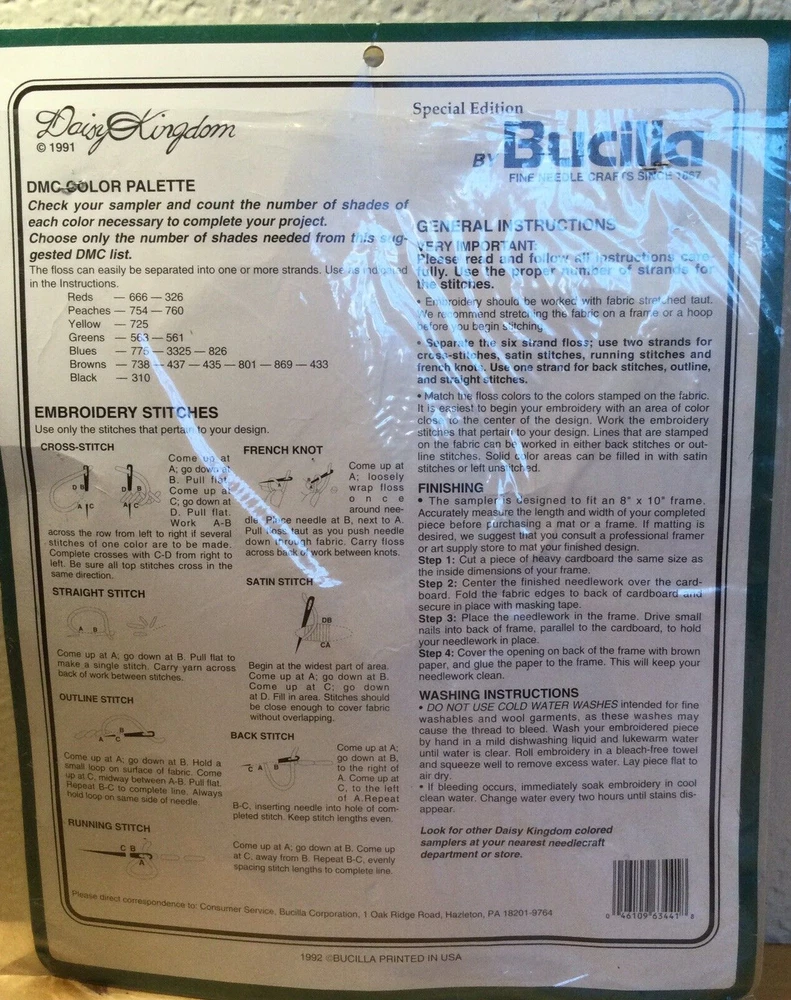 Daisy Kingdom
© 1991
DMC COLOR PALETTE
Check your sampler and count the number of shades of
each color necessary to complete your project.
Choose only the number of shades needed from this sug-
gested DMC list.
The floss can easily be separated into one or more strands. Use as indicated
in the Instructions.
Reds — 666 — 326
Peaches — 754 — 760
Yellow — 725
Greens — 563 — 561
Blues — 775 — 3325 — 826
Browns — 738 — 437 — 435 — 801 — 869 — 433
Black — 310
EMBROIDERY STITCHES
Use only the stitches that pertain to your design.
CROSS-STITCH
D B
A C
D B
A C
Come up at
A; go down at
B. Pull flat.
Come up at
C; go down at
D. Pull flat.
Work A-B
across the row from left to right if several
stitches of one color are to be made.
Complete crosses with C-D from right to
left. Be sure all top stitches cross in the
same direction.
STRAIGHT STITCH
A B
Come up at A; go down at B. Pull flat to
make a single stitch. Carry yarn across
back of work between stitches.
OUTLINE STITCH
A C B
Come up at A; go down at B. Hold a
small loop on surface of fabric. Come
up at C, midway between A-B. Pull flat.
Repeat B-C to complete line. Always
hold loop on same side of needle.
RUNNING STITCH
C B
A
FRENCH KNOT
Come up at
A; loosely
wrap floss
once
around nee-
dle. Place needle at B, next to A.
Pull floss taut as you push needle
down through fabric. Carry floss
across back of work between knots.
SATIN STITCH
DB
CA
Begin at the widest part of area.
Come up at A; go down at B.
Come up at C; go down
at D. Fill in area. Stitches should
be close enough to cover fabric
without overlapping.
BACK STITCH
C A B
Come up at A;
go down at B,
to the right of
A. Come up at
C, to the left
of A.Repeat
B-C, inserting needle into hole of com-
pleted stitch. Keep stitch lengths even.
Come up at A; go down at B. Come up
at C, away from B. Repeat B-C, evenly
spacing stitch lengths to complete line.
Special Edition
BY Bucilla
FINE NEEDLE CRAFTS SINCE 1867
GENERAL INSTRUCTIONS
VERY IMPORTANT:
Please read and follow all instructions care-
fully. Use the proper number of strands for
the stitches.
• Embroidery should be worked with fabric stretched taut.
We recommend stretching the fabric on a frame or a hoop
before you begin stitching.
• Separate the six strand floss; use two strands for
cross-stitches, satin stitches, running stitches and
french knots. Use one strand for back stitches, outline,
and straight stitches.
• Match the floss colors to the colors stamped on the fabric.
It is easiest to begin your embroidery with an area of color
close to the center of design. Work the embroidery
stitches that pertain to your design. Lines that are stamped
on the fabric can be worked in either back stitches or out-
line stitches. Solid color areas can be filled in with satin
stitches or left unstitched.
FINISHING
• The sampler is designed to fit an 8" x 10" frame.
Accurately measure the length and width of your completed
piece before purchasing a mat or a frame. If matting is
desired, we suggest that you consult a professional framer
or art supply store to mat your finished design.
Step 1: Cut a piece of heavy cardboard the same size as
the inside dimensions of your frame.
Step 2: Center the finished needlework over the card-
board. Fold the fabric edges to back of cardboard and
secure in place with masking tape.
Step 3: Place the needlework in the frame. Drive small
nails into back of frame, parallel to the cardboard, to hold
your needlework in place.
Step 4: Cover the opening on back of the frame with brown
paper, and glue the paper to the frame. This will keep your
needlework clean.
WASHING INSTRUCTIONS
• DO NOT USE COLD WATER WASHES intended for fine
washables and wool garments, as these washes may
cause the thread to bleed. Wash your embroidered piece
by hand in a mild dishwashing liquid and lukewarm water
until water is clear. Roll embroidery in a bleach-free towel
and squeeze well to remove excess water. Lay piece flat to
air dry.
• If bleeding occurs, immediately soak embroidery in cool
clean water. Change water every two hours until stains dis-
appear.
Look for other Daisy Kingdom colored
samplers at your nearest needlecraft
department or store.
0 46109 63441 8
Please direct correspondence to: Consumer Service, Bucilla Corporation, 1 Oak Ridge Road, Hazleton, PA 18201-9764
1992 ©BUCILLA PRINTED IN USA